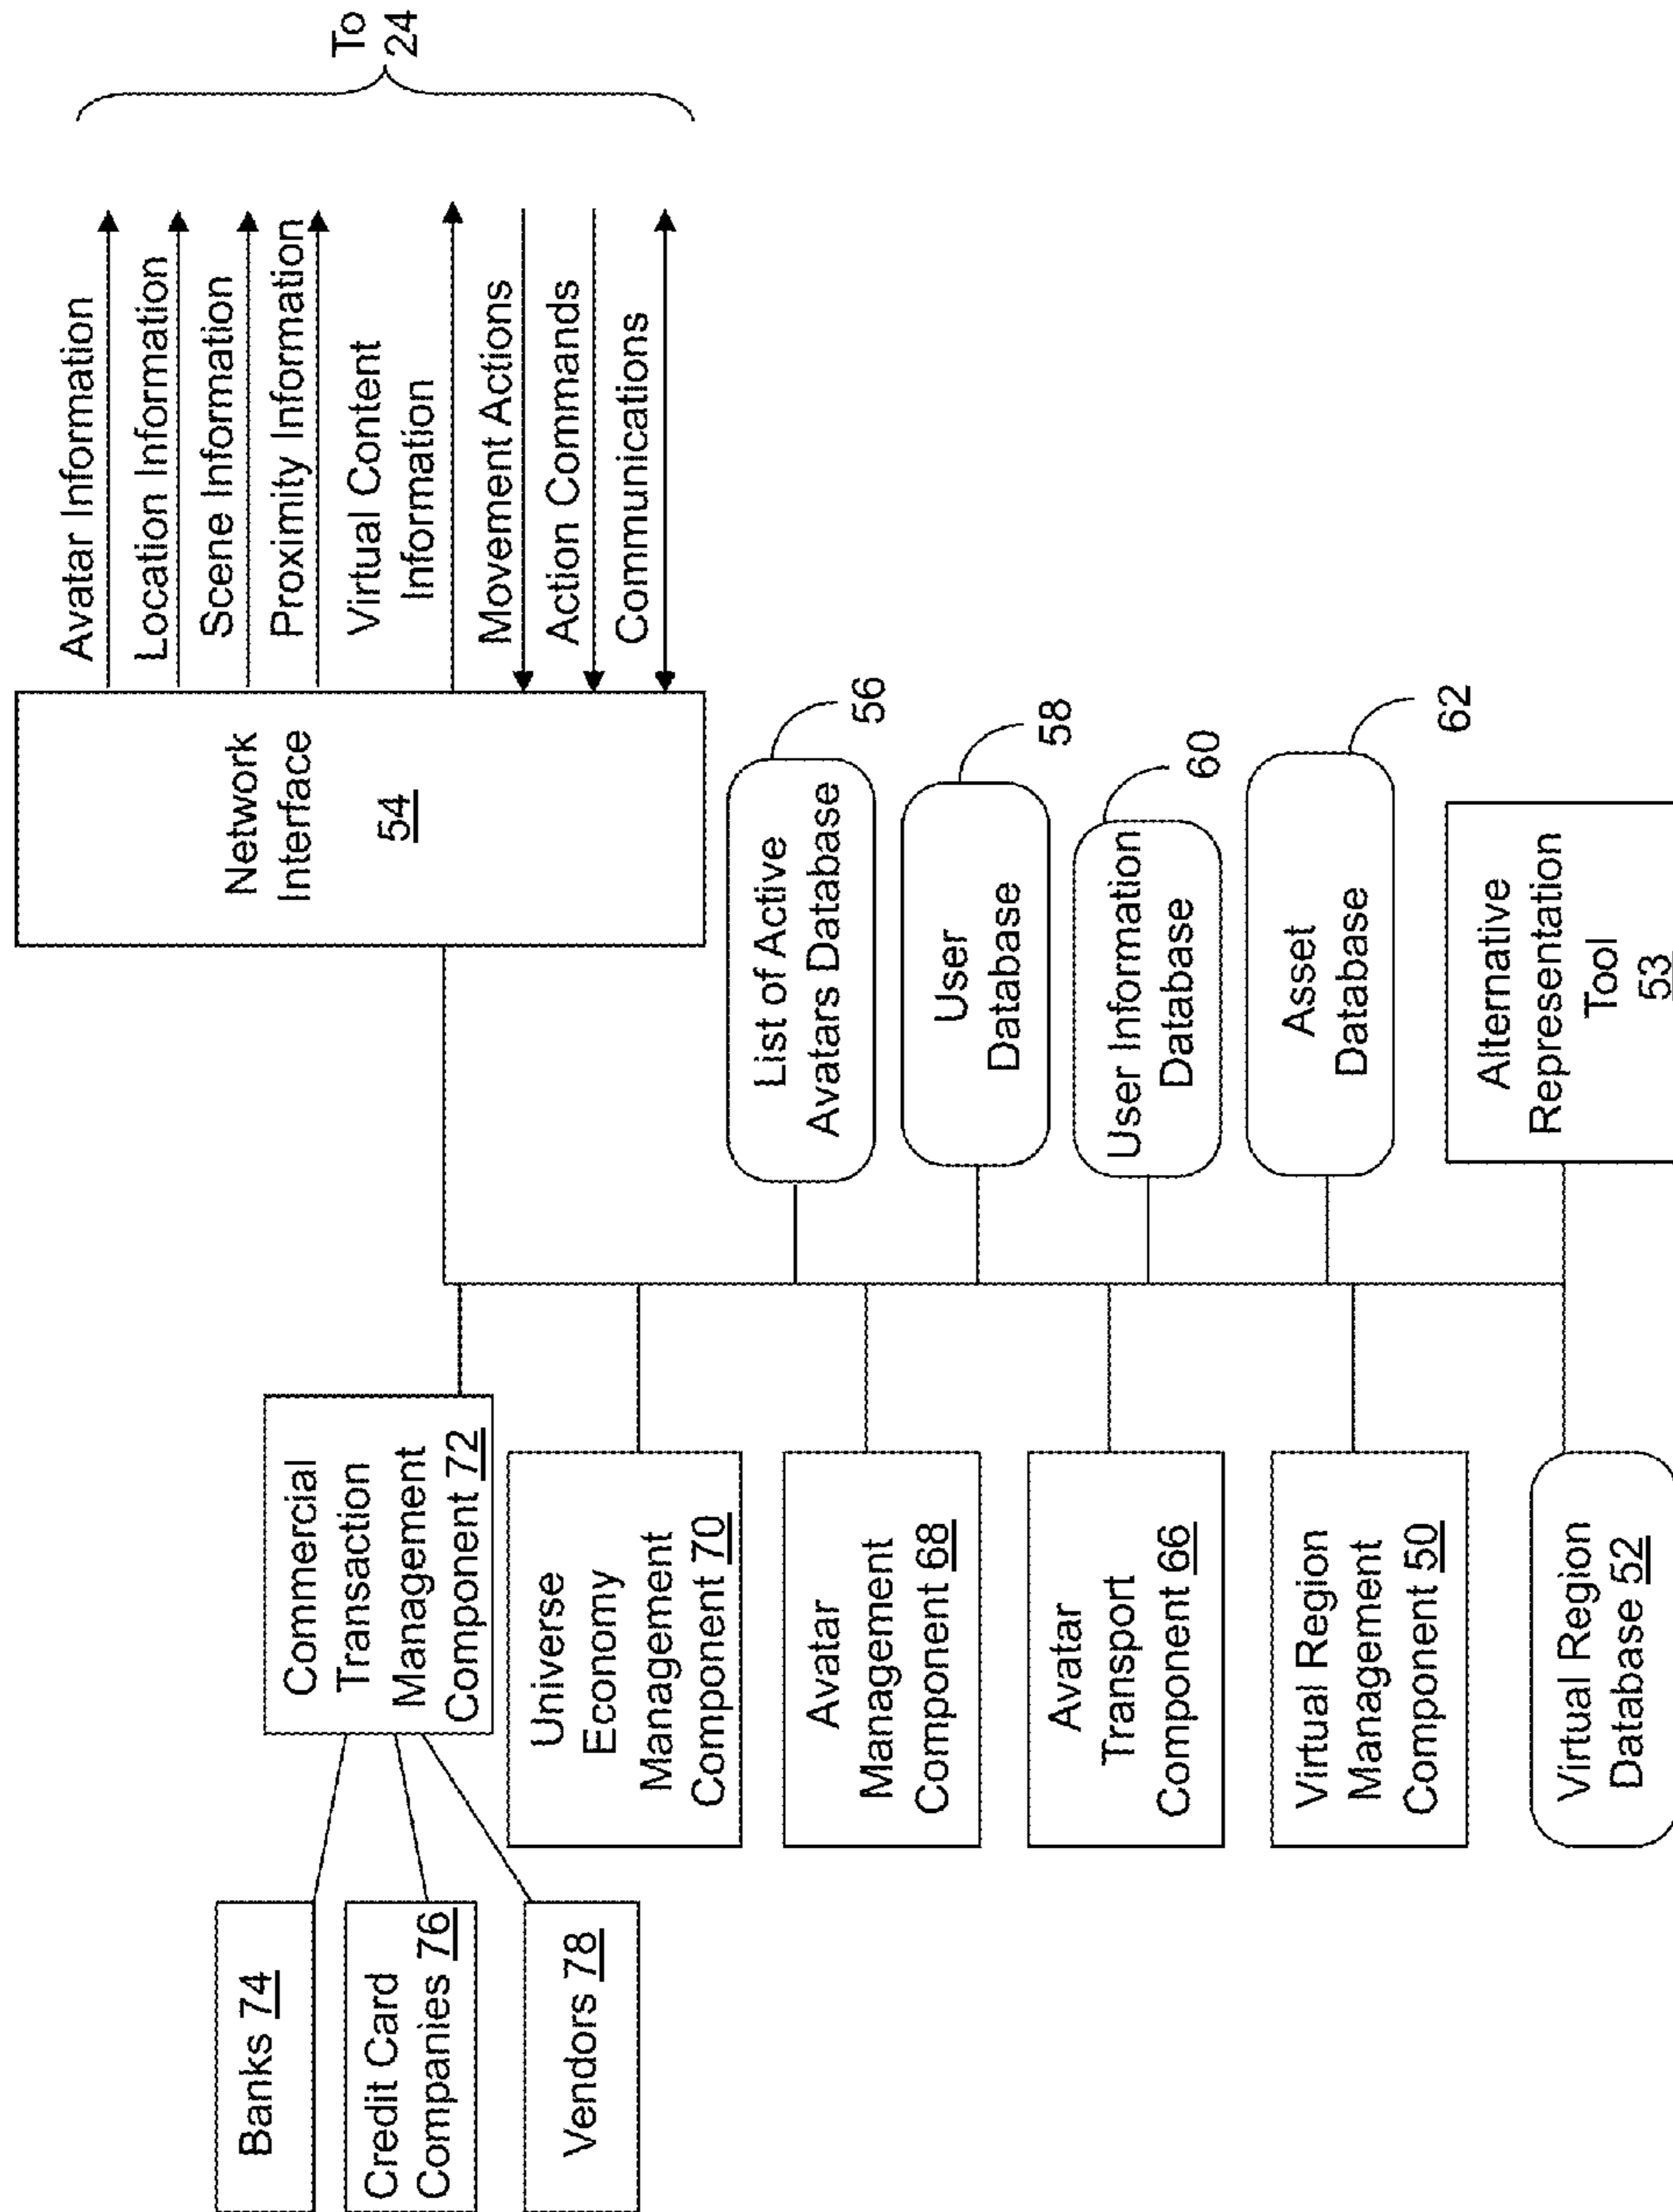 Banks 74
Credit Card
Companies 76
Vendors 78
Commercial
Transaction
Management
Component 72
Universe
Economy
Management
Component 70
Avatar
Management
Component 68
Avatar
Transport
Component 66
Virtual Region
Management
Component 50
Virtual Region
Database 52
Network
Interface
54
Avatar Information
Location Information
Scene Information
Proximity Information
Virtual Content
Information
Movement Actions
Action Commands
Communications
To
24
List of Active
Avatars Database
56
User
Database
58
User Information
Database
60
Asset
Database
62
Alternative
Representation
Tool
53